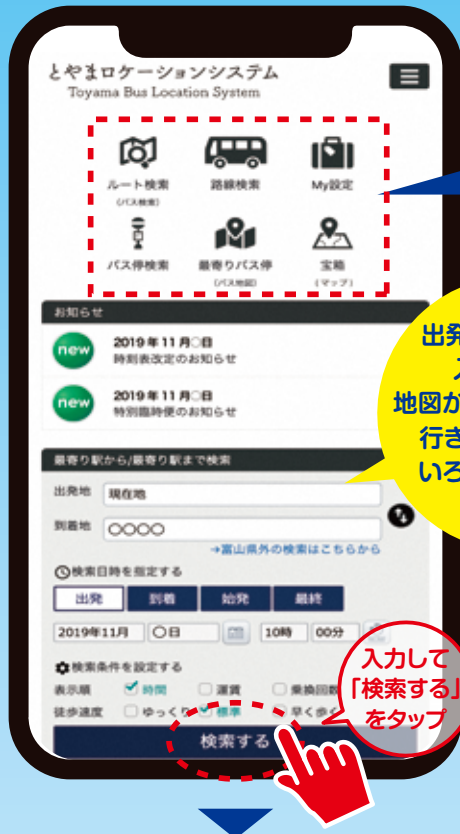 とやまロケーションシステム
Toyama Bus Location System
ルート検索
(バス検索)
路線検索
My設定
バス停検索
最寄りバス停
(バス地図)
宝箱
(マップ)
お知らせ
new
2019年11月○日
時刻表改定のお知らせ
new
2019年11月○日
特別臨時便のお知らせ
出発
地図か
行き
いろ
最寄り駅から/最寄り駅まで検索
出発地 現在地
到着地 ○○○○
→富山県外の検索はこちらから
検索日時を指定する
出発 到着 始発 最終
2019年11月 ○日 10時 00分
検索条件を設定する
表示順 時間 運賃 乗換回数
徒歩速度 ゆっくり 標準 早く歩く
検索する
入力して
「検索する」
をタップ